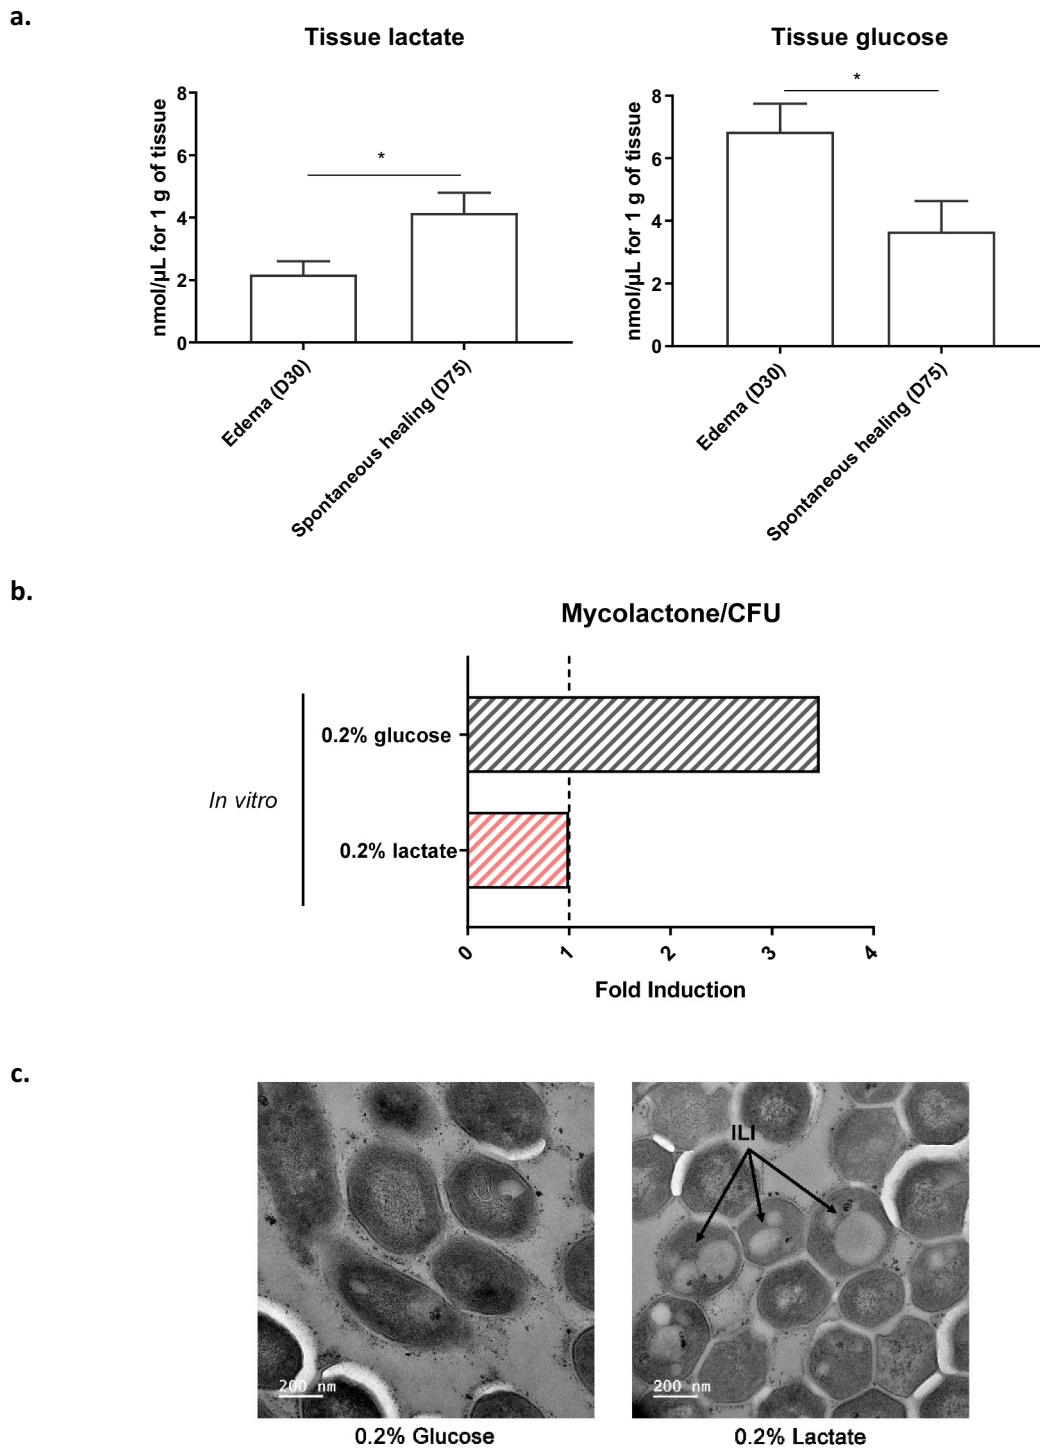 a.
Tissue lactate
nmol/µL for 1 g of tissue
8
6
4
2
0
*
Edema (D30)
Spontaneous healing (D75)
Tissue glucose
nmol/µL for 1 g of tissue
8
6
4
2
0
*
Edema (D30)
Spontaneous healing (D75)
b.
Mycolactone/CFU
In vitro
0.2% glucose
0.2% lactate
0
1
2
3
4
Fold Induction
c.
200 nm
0.2% Glucose
ILI
200 nm
0.2% Lactate